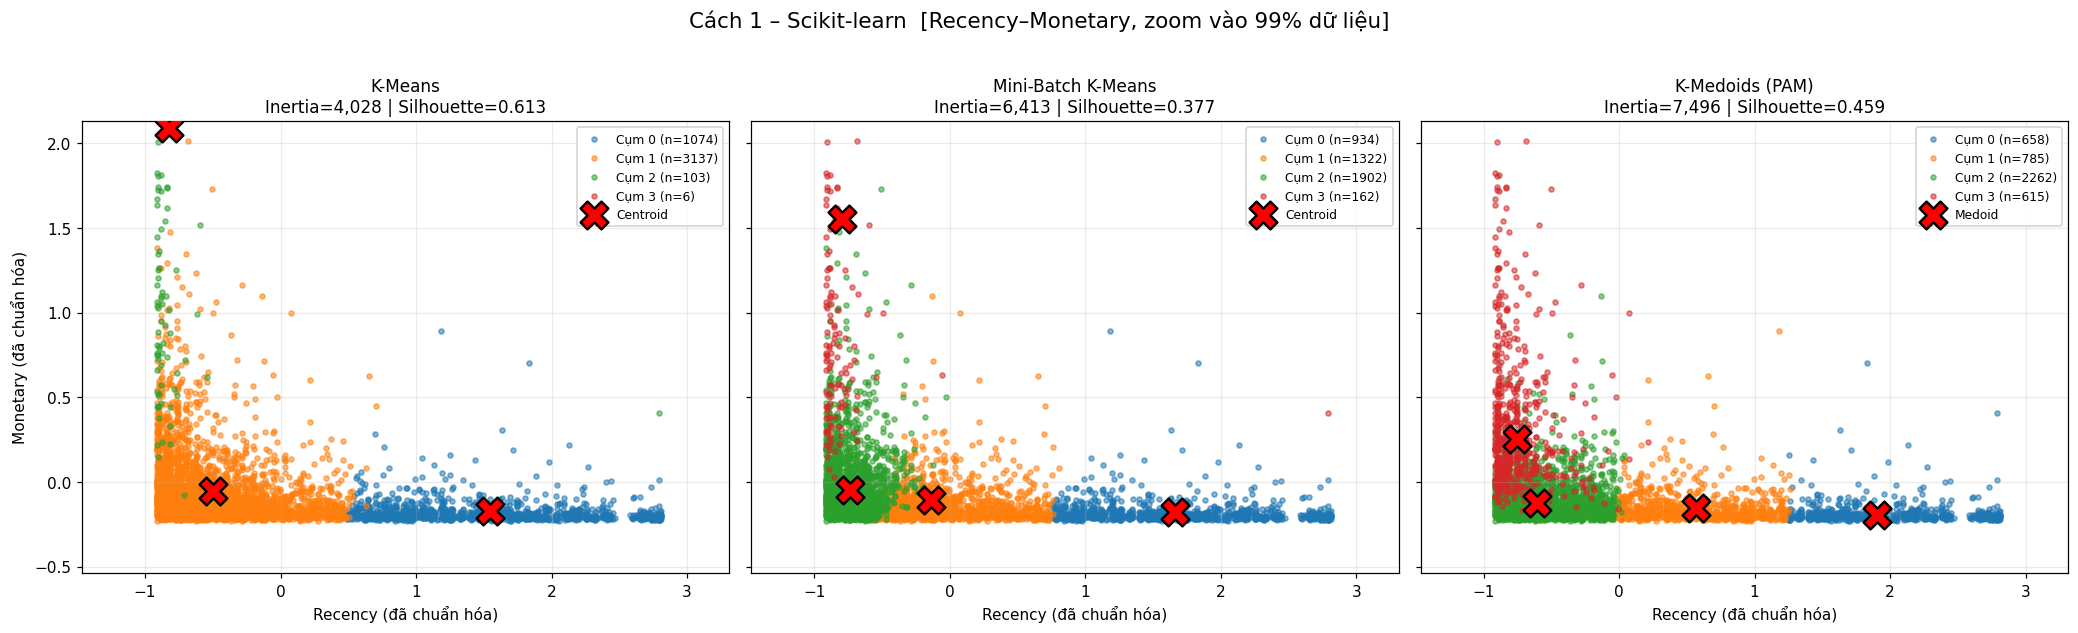 Cách 1 – Scikit-learn  [Recency–Monetary, zoom vào 99% dữ liệu]
K-Means
Inertia=4,028 | Silhouette=0.613
Cụm 0 (n=1074)
Cụm 1 (n=3137)
Cụm 2 (n=103)
Cụm 3 (n=6)
Centroid
2.0
1.5
1.0
0.5
0.0
−0.5
Monetary (đã chuẩn hóa)
−1
0
1
2
3
Recency (đã chuẩn hóa)
Mini-Batch K-Means
Inertia=6,413 | Silhouette=0.377
Cụm 0 (n=934)
Cụm 1 (n=1322)
Cụm 2 (n=1902)
Cụm 3 (n=162)
Centroid
−1
0
1
2
3
Recency (đã chuẩn hóa)
K-Medoids (PAM)
Inertia=7,496 | Silhouette=0.459
Cụm 0 (n=658)
Cụm 1 (n=785)
Cụm 2 (n=2262)
Cụm 3 (n=615)
Medoid
−1
0
1
2
3
Recency (đã chuẩn hóa)